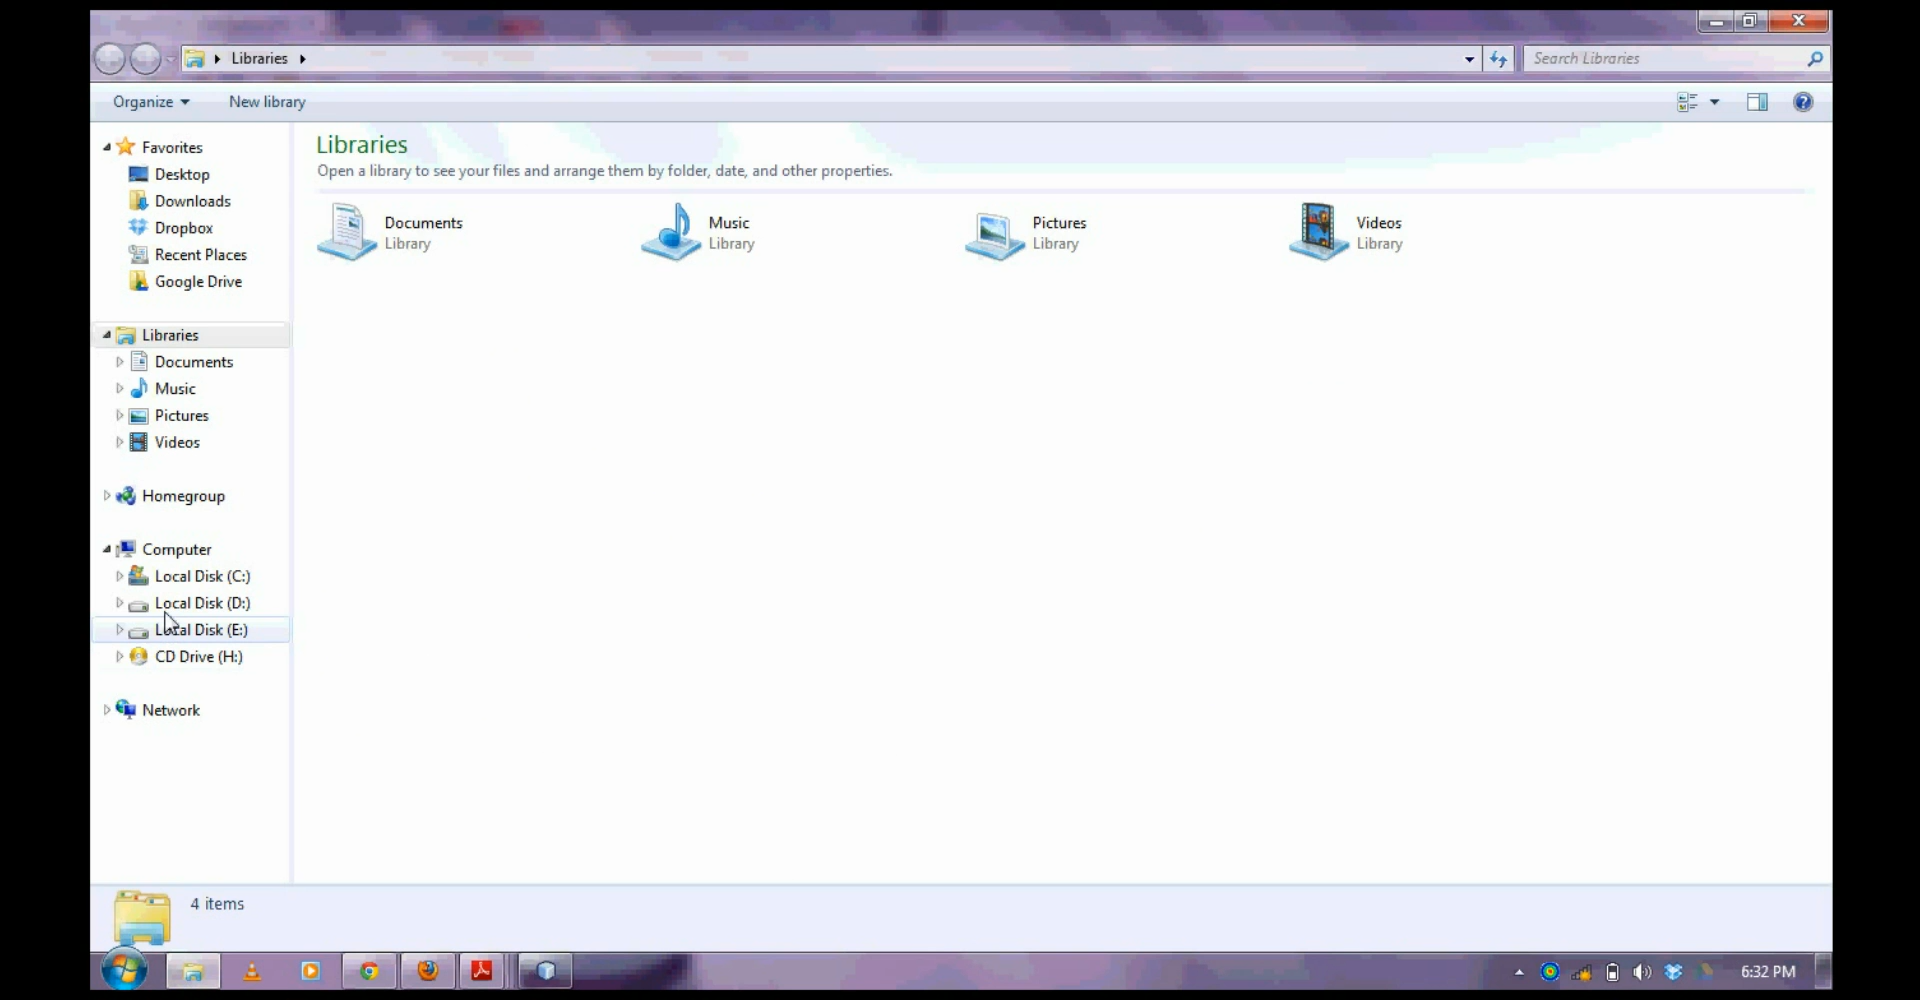 Libraries
Search Libraries
Organize
New library
Favorites
Desktop
Downloads
Dropbox
Recent Places
Google Drive
Libraries
Documents
Music
Pictures
Videos
Homegroup
Computer
Local Disk (C:)
Local Disk (D:)
Local Disk (E:)
CD Drive (H:)
Network
Libraries
Open a library to see your files and arrange them by folder, date, and other properties.
Documents
Library
Music
Library
Pictures
Library
Videos
Library
4 items
6:32 PM